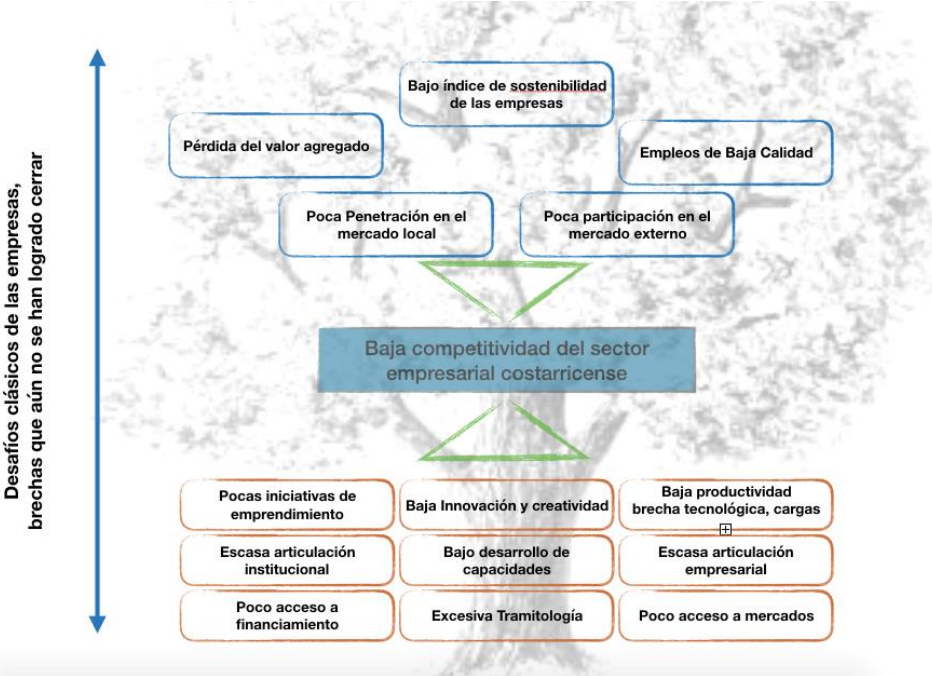 Desafíos clásicos de las empresas,
brechas que aún no se han logrado cerrar
Bajo índice de sostenibilidad
de las empresas
Pérdida del valor agregado
Empleos de Baja Calidad
Poca Penetración en el
mercado local
Poca participación en el
mercado externo
Baja competitividad del sector
empresarial costarricense
Pocas iniciativas de
emprendimiento
Baja Innovación y creatividad
Baja productividad
brecha tecnológica, cargas
Escasa articulación
institucional
Bajo desarrollo de
capacidades
Escasa articulación
empresarial
Poco acceso a
financiamiento
Excesiva Tramitología
Poco acceso a mercados